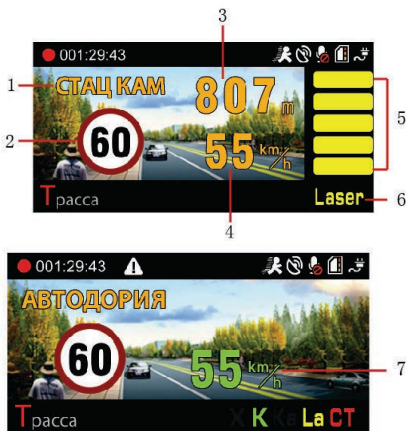 3
001:29:43
1
СТАЦ КАМ
807 m
2
60
55 km/h
5
4
Трасса
Laser
6
001:29:43
АВТОДОРИЯ
60
55 km/h
7
Трасса
X K Ka La СТ